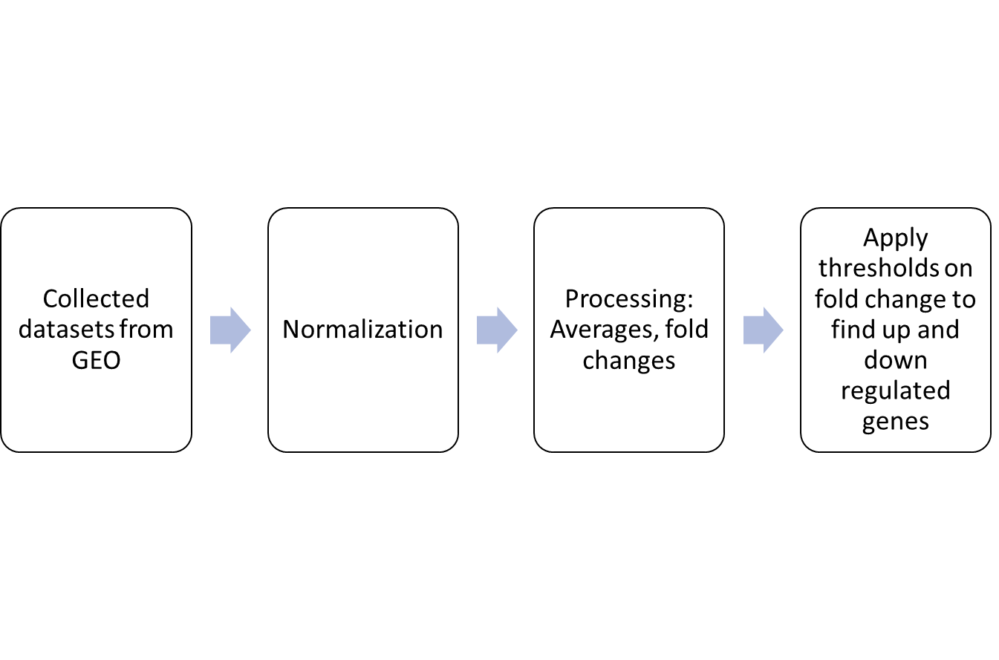 Collected
datasets from
GEO
Normalization
Processing:
Averages, fold
changes
Apply
thresholds on
fold change to
find up and
down
regulated
genes